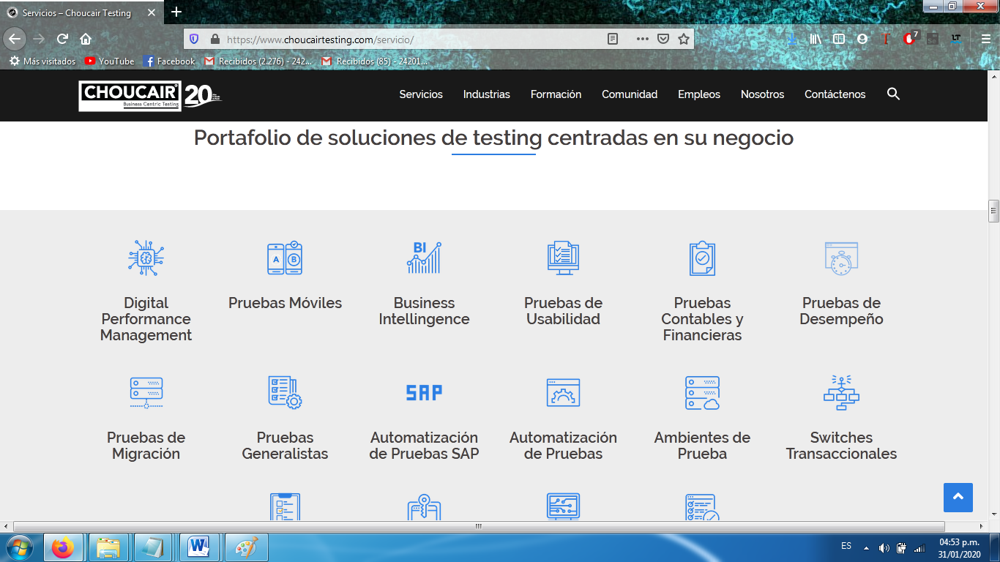 Servicios – Choucair Testing
https://www.choucairtesting.com/servicio/
7
Más visitados
YouTube
Facebook
Recibidos (2.276) - 242...
Recibidos (85) - 24201...
CHOUCAIR®
Business Centric Testing
20
Servicios
Industrias
Formación
Comunidad
Empleos
Nosotros
Contáctenos
Portafolio de soluciones de testing centradas en su negocio
A
B
BI
Digital
Performance
Management
Pruebas Móviles
Business
Intellingence
Pruebas de
Usabilidad
Pruebas
Contables y
Financieras
Pruebas de
Desempeño
SAP
Pruebas de
Migración
Pruebas
Generalistas
Automatización
de Pruebas SAP
Automatización
de Pruebas
Ambientes de
Prueba
Switches
Transaccionales
ES
04:53 p.m.
31/01/2020